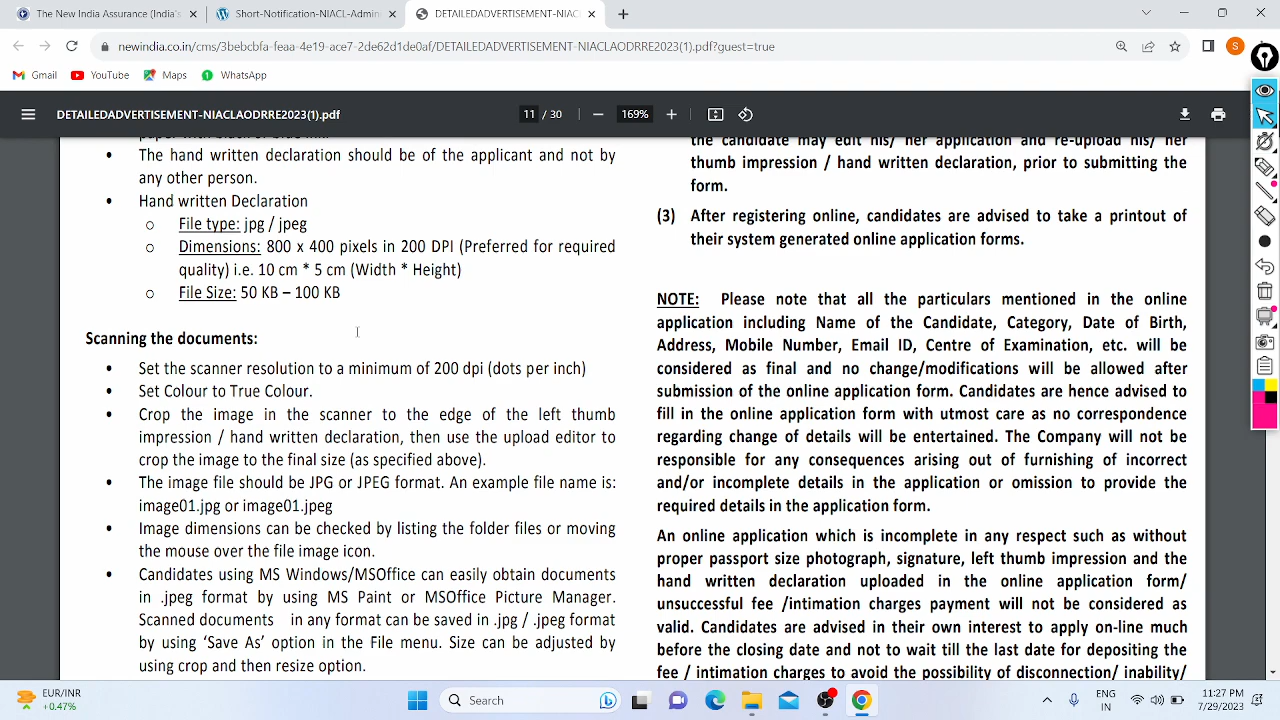 The New India Assurance (India's
Short-Notification-NIACL-Admin
DETAILEDADVERTISEMENT-NIACLA
newindia.co.in/cms/3bebcbfa-feaa-4e19-ace7-2de62d1de0af/DETAILEDADVERTISEMENT-NIACLAODRRE2023(1).pdf?guest=true
S
Gmail YouTube Maps WhatsApp
DETAILEDADVERTISEMENT-NIACLAODRRE2023(1).pdf 11 / 30 169%
• The hand written declaration should be of the applicant and not by
any other person.
• Hand written Declaration
o File type: jpg / jpeg
o Dimensions: 800 x 400 pixels in 200 DPI (Preferred for required
quality) i.e. 10 cm * 5 cm (Width * Height)
o File Size: 50 KB – 100 KB
Scanning the documents:
• Set the scanner resolution to a minimum of 200 dpi (dots per inch)
• Set Colour to True Colour.
• Crop the image in the scanner to the edge of the left thumb
impression / hand written declaration, then use the upload editor to
crop the image to the final size (as specified above).
• The image file should be JPG or JPEG format. An example file name is:
image01.jpg or image01.jpeg
• Image dimensions can be checked by listing the folder files or moving
the mouse over the file image icon.
• Candidates using MS Windows/MSOffice can easily obtain documents
in .jpeg format by using MS Paint or MSOffice Picture Manager.
Scanned documents in any format can be saved in .jpg / .jpeg format
by using ‘Save As’ option in the File menu. Size can be adjusted by
using crop and then resize option.
the candidate may edit his/ her application and re-upload his/ her
thumb impression / hand written declaration, prior to submitting the
form.
(3) After registering online, candidates are advised to take a printout of
their system generated online application forms.
NOTE: Please note that all the particulars mentioned in the online
application including Name of the Candidate, Category, Date of Birth,
Address, Mobile Number, Email ID, Centre of Examination, etc. will be
considered as final and no change/modifications will be allowed after
submission of the online application form. Candidates are hence advised to
fill in the online application form with utmost care as no correspondence
regarding change of details will be entertained. The Company will not be
responsible for any consequences arising out of furnishing of incorrect
and/or incomplete details in the application or omission to provide the
required details in the application form.
An online application which is incomplete in any respect such as without
proper passport size photograph, signature, left thumb impression and the
hand written declaration uploaded in the online application form/
unsuccessful fee /intimation charges payment will not be considered as
valid. Candidates are advised in their own interest to apply on-line much
before the closing date and not to wait till the last date for depositing the
fee / intimation charges to avoid the possibility of disconnection/ inability/
EUR/INR
+0.47%
Search
ENG
IN
11:27 PM
7/29/2023